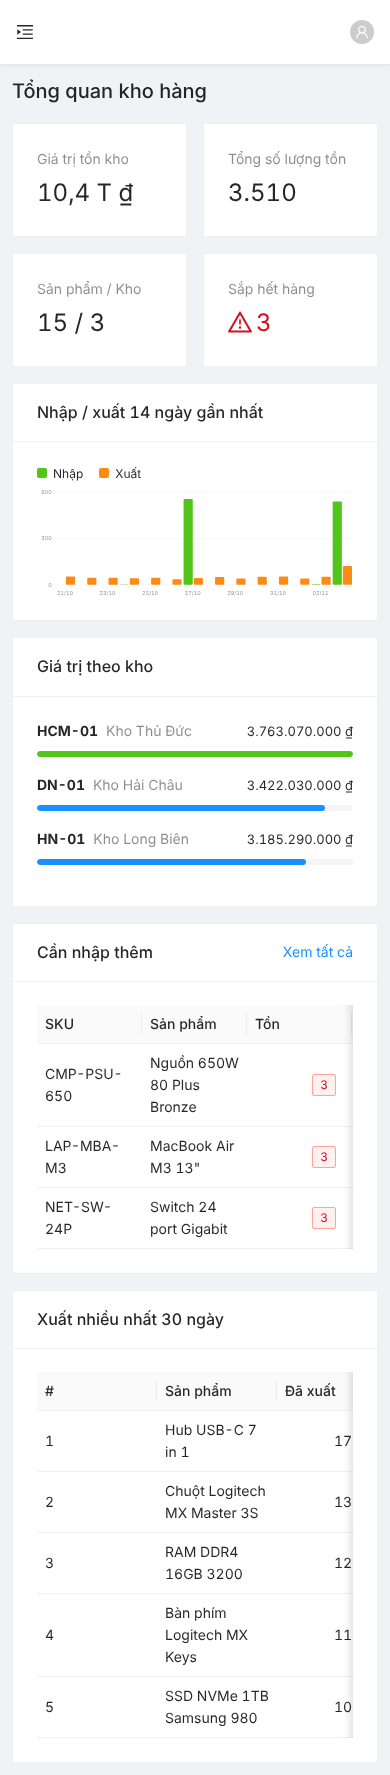 Tổng quan kho hàng
Giá trị tồn kho
10,4 T ₫
Tổng số lượng tồn
3.510
Sản phẩm / Kho
15 / 3
Sắp hết hàng
3
Nhập / xuất 14 ngày gần nhất
Nhập
Xuất
600
300
0
21/10 23/10 25/10 27/10 29/10 31/10 02/11
Giá trị theo kho
HCM-01 Kho Thủ Đức 3.763.070.000 ₫
DN-01 Kho Hải Châu 3.422.030.000 ₫
HN-01 Kho Long Biên 3.185.290.000 ₫
Cần nhập thêm
Xem tất cả
SKU Sản phẩm Tồn
CMP-PSU-
650
Nguồn 650W
80 Plus
Bronze
3
LAP-MBA-
M3
MacBook Air
M3 13"
3
NET-SW-
24P
Switch 24
port Gigabit
3
Xuất nhiều nhất 30 ngày
# Sản phẩm Đã xuất
1
Hub USB-C 7
in 1
17
2
Chuột Logitech
MX Master 3S
13
3
RAM DDR4
16GB 3200
12
4
Bàn phím
Logitech MX
Keys
11
5
SSD NVMe 1TB
Samsung 980
10